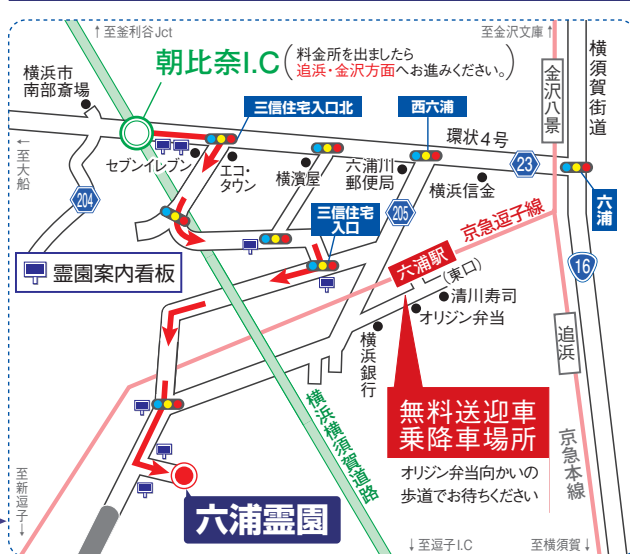 ↑至釜利谷Jct
至金沢文庫↑
朝比奈I.C
料金所を出ましたら
追浜・金沢方面へお進みください。
横浜市
南部斎場
三信住宅入口北
西六浦
環状4号
金沢八景
横須賀街道
←至大船
セブンイレブン
エコ・
タウン
横濱屋
六浦川
郵便局
横浜信金
23
六浦
204
205
三信住宅
入口
京急逗子線
六浦駅
(東口)
16
霊園案内看板
清川寿司
オリジン弁当
横浜銀行
追浜
無料送迎車
乗降車場所
オリジン弁当向かいの
歩道でお待ちください
横浜横須賀道路
京急本線
至新逗子↓
六浦霊園
↓至逗子I.C
至横須賀↓